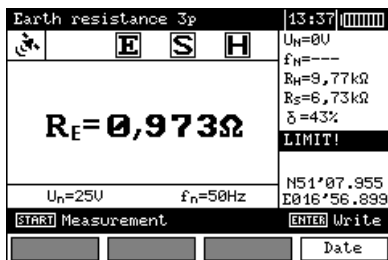 Earth resistance 3p 13:37
E S H
UN=0V
fN=---
RH=9,77kΩ
RS=6,73kΩ
δ=43%
LIMIT!
RE=0,973Ω
N51'07.955
E016'56.899
Un=25V fn=50Hz
START Measurement ENTER Write
Date